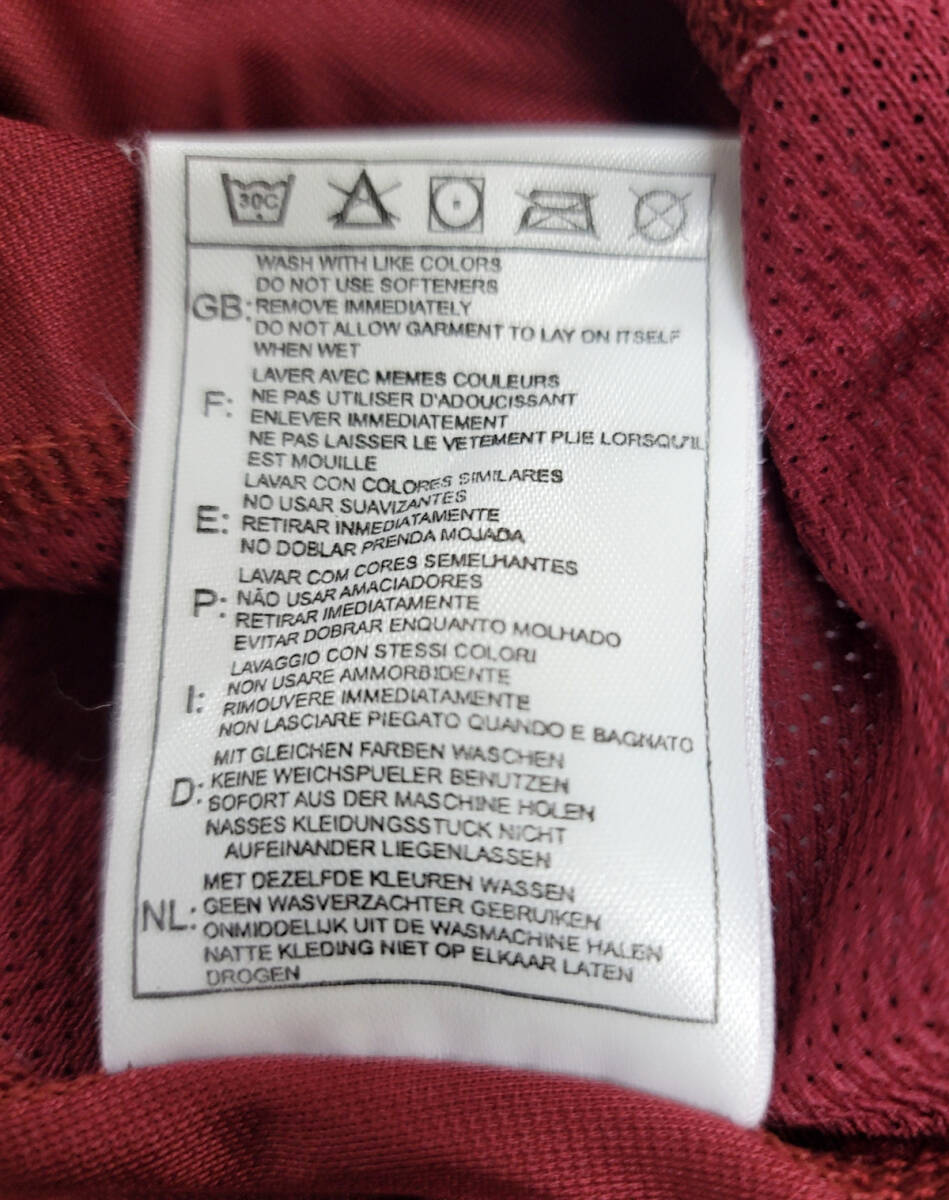 30C
WASH WITH LIKE COLORS
DO NOT USE SOFTENERS
GB: REMOVE IMMEDIATELY
DO NOT ALLOW GARMENT TO LAY ON ITSELF
WHEN WET
LAVER AVEC MEMES COULEURS
F: NE PAS UTILISER D'ADOUCISSANT
ENLEVER IMMEDIATEMENT
NE PAS LAISSER LE VETEMENT PLIE LORSQU'IL
EST MOUILLE
LAVAR CON COLORES SIMILARES
NO USAR SUAVIZANTES
E: RETIRAR INMEDIATAMENTE
NO DOBLAR PRENDA MOJADA
LAVAR COM CORES SEMELHANTES
P: NÃO USAR AMACIADORES
RETIRAR IMEDIATAMENTE
EVITAR DOBRAR ENQUANTO MOLHADO
LAVAGGIO CON STESSI COLORI
I: NON USARE AMMORBIDENTE
RIMOUVERE IMMEDIATAMENTE
NON LASCIARE PIEGATO QUANDO E BAGNATO
MIT GLEICHEN FARBEN WASCHEN
D: KEINE WEICHSPUELER BENUTZEN
SOFORT AUS DER MASCHINE HOLEN
NASSES KLEIDUNGSSTUCK NICHT
AUFEINANDER LIEGENLASSEN
MET DEZELFDE KLEUREN WASSEN
NL: GEEN WASVERZACHTER GEBRUIKEN
ONMIDDELIJK UIT DE WASMACHINE HALEN
NATTE KLEDING NIET OP ELKAAR LATEN
DROGEN